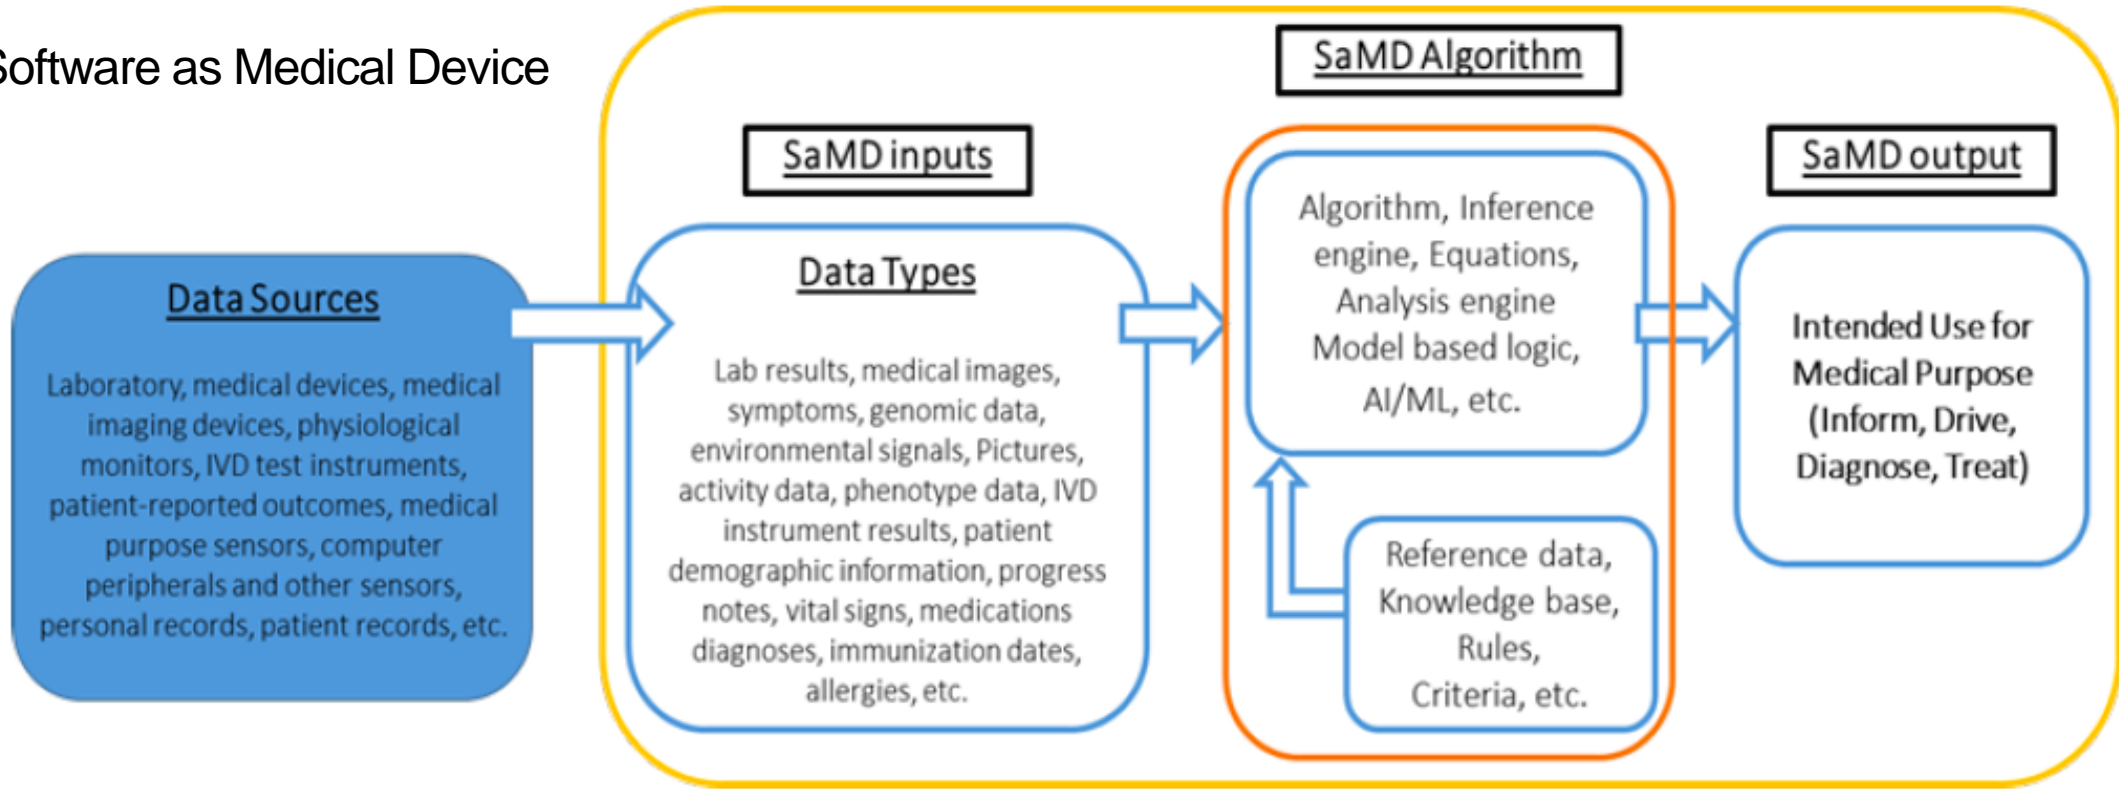 Software as Medical Device
Data Sources
Laboratory, medical devices, medical
imaging devices, physiological
monitors, IVD test instruments,
patient-reported outcomes, medical
purpose sensors, computer
peripherals and other sensors,
personal records, patient records, etc.
SaMD inputs
Data Types
Lab results, medical images,
symptoms, genomic data,
environmental signals, Pictures,
activity data, phenotype data, IVD
instrument results, patient
demographic information, progress
notes, vital signs, medications
diagnoses, immunization dates,
allergies, etc.
SaMD Algorithm
Algorithm, Inference
engine, Equations,
Analysis engine
Model based logic,
AI/ML, etc.
Reference data,
Knowledge base,
Rules,
Criteria, etc.
SaMD output
Intended Use for
Medical Purpose
(Inform, Drive,
Diagnose, Treat)